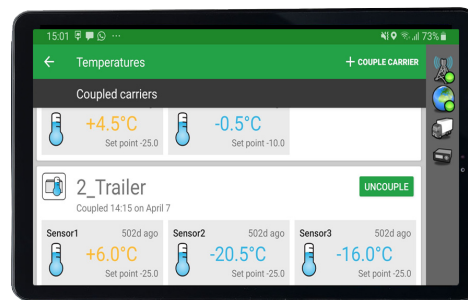 15:01 73%
Temperatures + COUPLE CARRIER
Coupled carriers
+4.5°C -0.5°C
Set point -25.0 Set point -10.0
2_Trailer UNCOUPLE
Coupled 14:15 on April 7
Sensor1 502d ago Sensor2 502d ago Sensor3 502d ago
+6.0°C -20.5°C -16.0°C
Set point -25.0 Set point -25.0 Set point -25.0